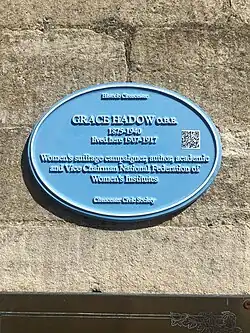 Historic Cirencester
GRACE HADOW O.B.E.
1875-1940
lived here 1907-1917
Women's suffrage campaigner, author, academic
and Vice Chairman National Federation of
Women's Institutes
Cirencester Civic Society